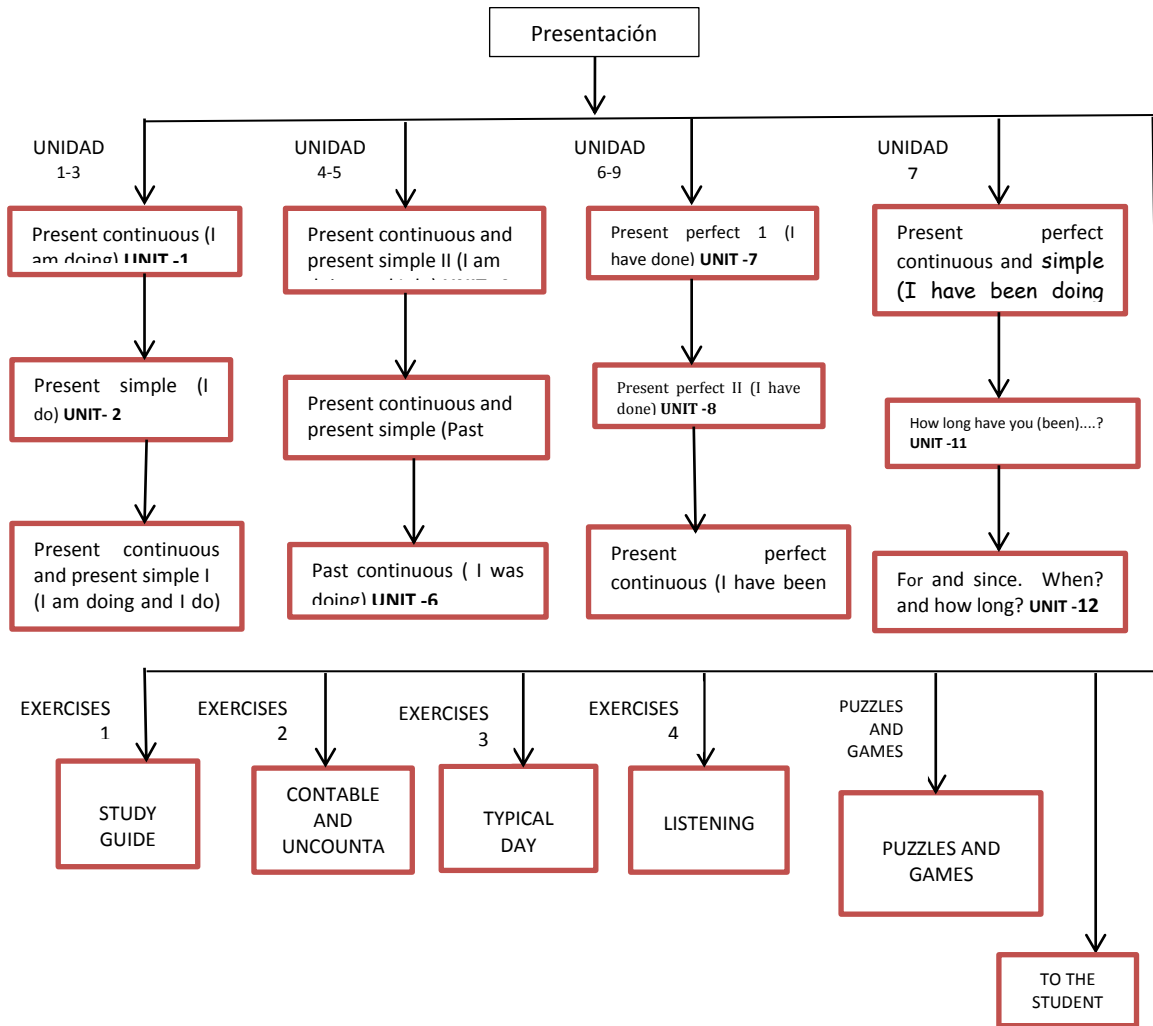 Presentación
UNIDAD
1-3
UNIDAD
4-5
UNIDAD
6-9
UNIDAD
7
Present continuous (I
am doing) UNIT -1
Present continuous and
present simple II (I am
Present perfect 1 (I
have done) UNIT -7
Present perfect
continuous and simple
(I have been doing
Present simple (I
do) UNIT- 2
Present continuous and
present simple (Past
Present perfect II (I have
done) UNIT -8
How long have you (been)....?
UNIT -11
Present continuous
and present simple I
(I am doing and I do)
Past continuous ( I was
doing) UNIT -6
Present perfect
continuous (I have been
For and since. When?
and how long? UNIT -12
EXERCISES
1
EXERCISES
2
EXERCISES
3
EXERCISES
4
PUZZLES
AND
GAMES
STUDY
GUIDE
CONTABLE
AND
UNCOUNTA
TYPICAL
DAY
LISTENING
PUZZLES AND
GAMES
TO THE
STUDENT